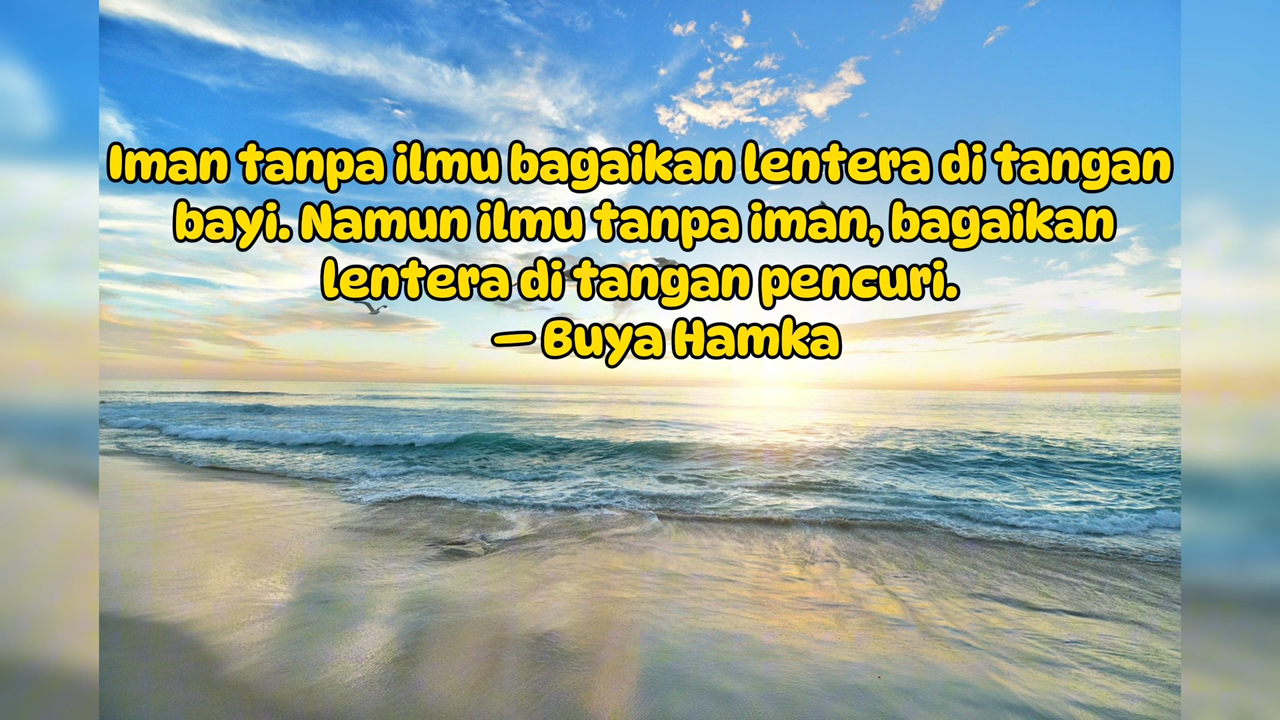 Iman tanpa ilmu bagaikan lentera di tangan
bayi. Namun ilmu tanpa iman, bagaikan
lentera di tangan pencuri.
— Buya Hamka